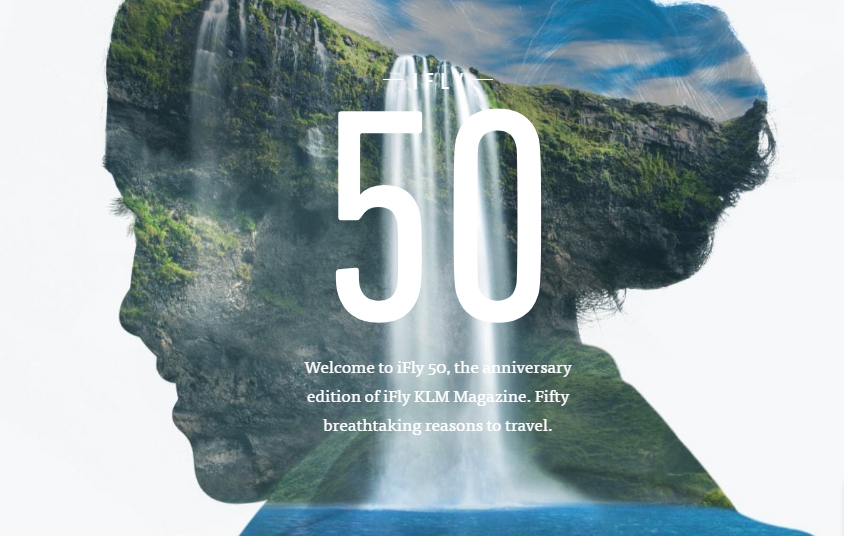 iFLY
50
Welcome to iFly 50, the anniversary
edition of iFly KLM Magazine. Fifty
breathtaking reasons to travel.